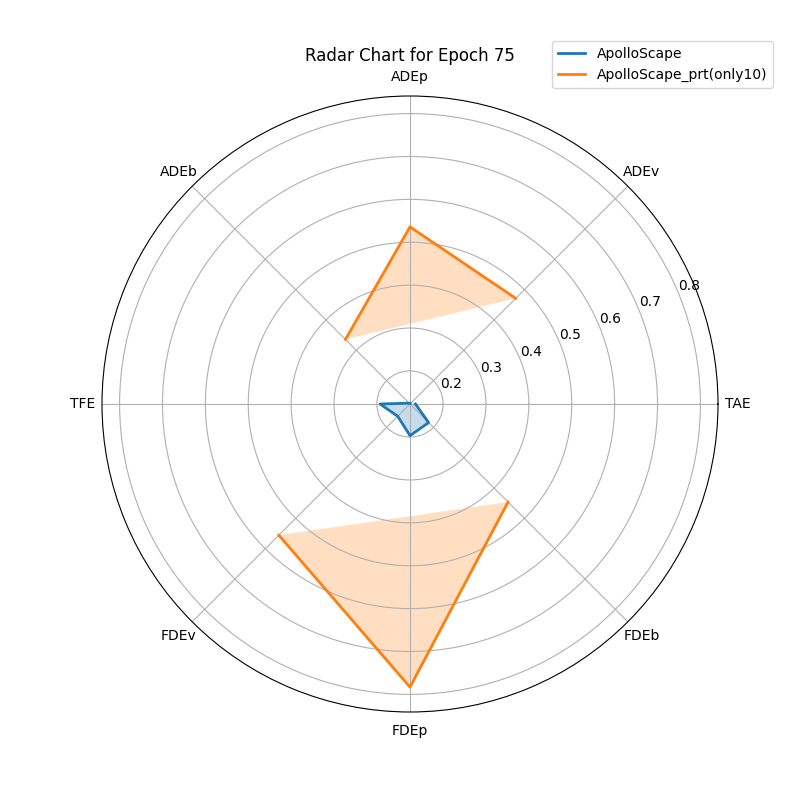 Radar Chart for Epoch 75
ApolloScape
ApolloScape_prt(only10)
ADEp
ADEb
ADEv
0.8
0.7
0.6
0.5
0.4
0.3
0.2
TFE
TAE
FDEv
FDEb
FDEp